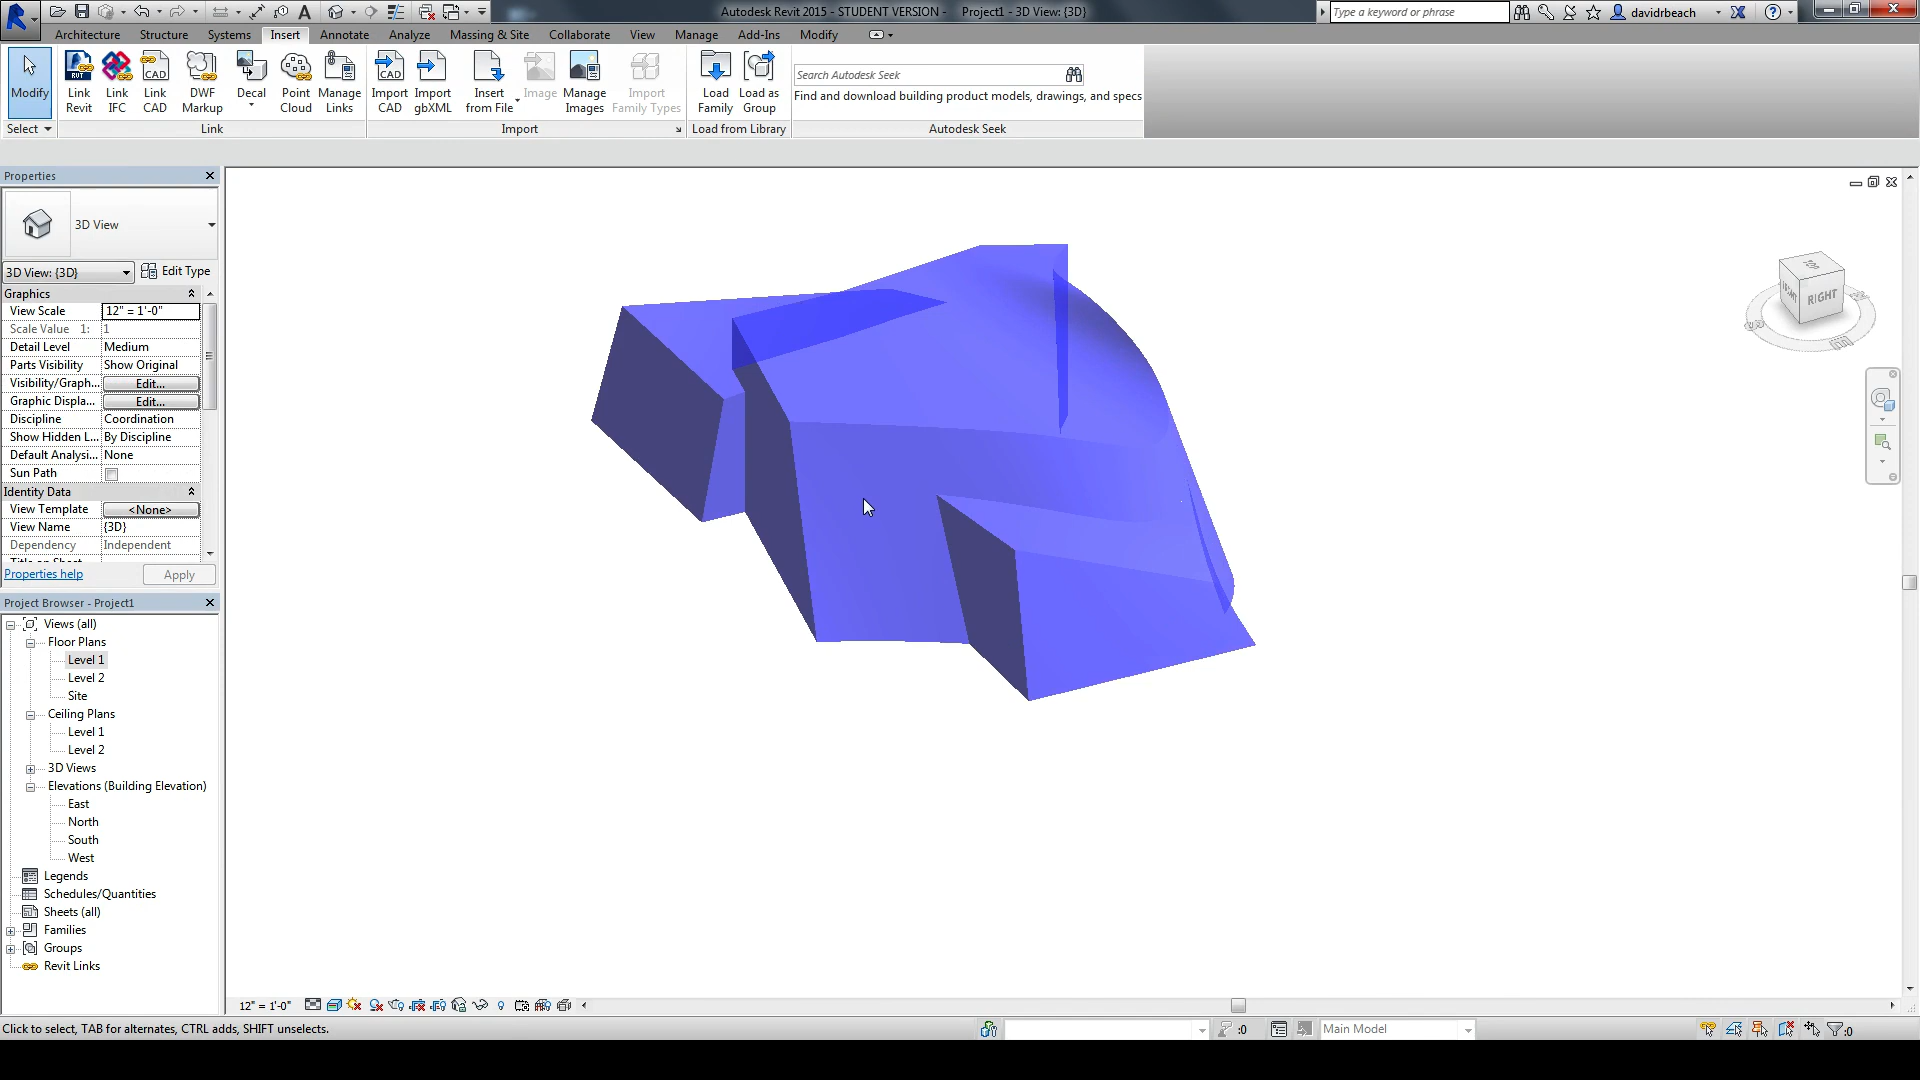 Autodesk Revit 2015 - STUDENT VERSION - Project1 - 3D View: {3D}
Type a keyword or phrase
davidrbeach
Architecture Structure Systems Insert Annotate Analyze Massing & Site Collaborate View Manage Add-Ins Modify
Modify
Link Revit
Link IFC
Link CAD
DWF Markup
Decal
Point Cloud
Manage Links
Import CAD
Import gbXML
Insert from File
Image
Manage Images
Import Family Types
Load Family
Load as Group
Search Autodesk Seek
Find and download building product models, drawings, and specs
Select
Link
Import
Load from Library
Autodesk Seek
Properties
3D View
3D View: {3D}
Edit Type
Graphics
View Scale 12" = 1'-0"
Scale Value 1: 1
Detail Level Medium
Parts Visibility Show Original
Visibility/Graph... Edit...
Graphic Displa... Edit...
Discipline Coordination
Show Hidden L... By Discipline
Default Analysi... None
Sun Path
Identity Data
View Template <None>
View Name {3D}
Dependency Independent
Properties help
Apply
Project Browser - Project1
Views (all)
Floor Plans
Level 1
Level 2
Site
Ceiling Plans
Level 1
Level 2
3D Views
Elevations (Building Elevation)
East
North
South
West
Legends
Schedules/Quantities
Sheets (all)
Families
Groups
Revit Links
TOP
RIGHT
12" = 1'-0"
Click to select, TAB for alternates, CTRL adds, SHIFT unselects.
:0
Main Model
:0